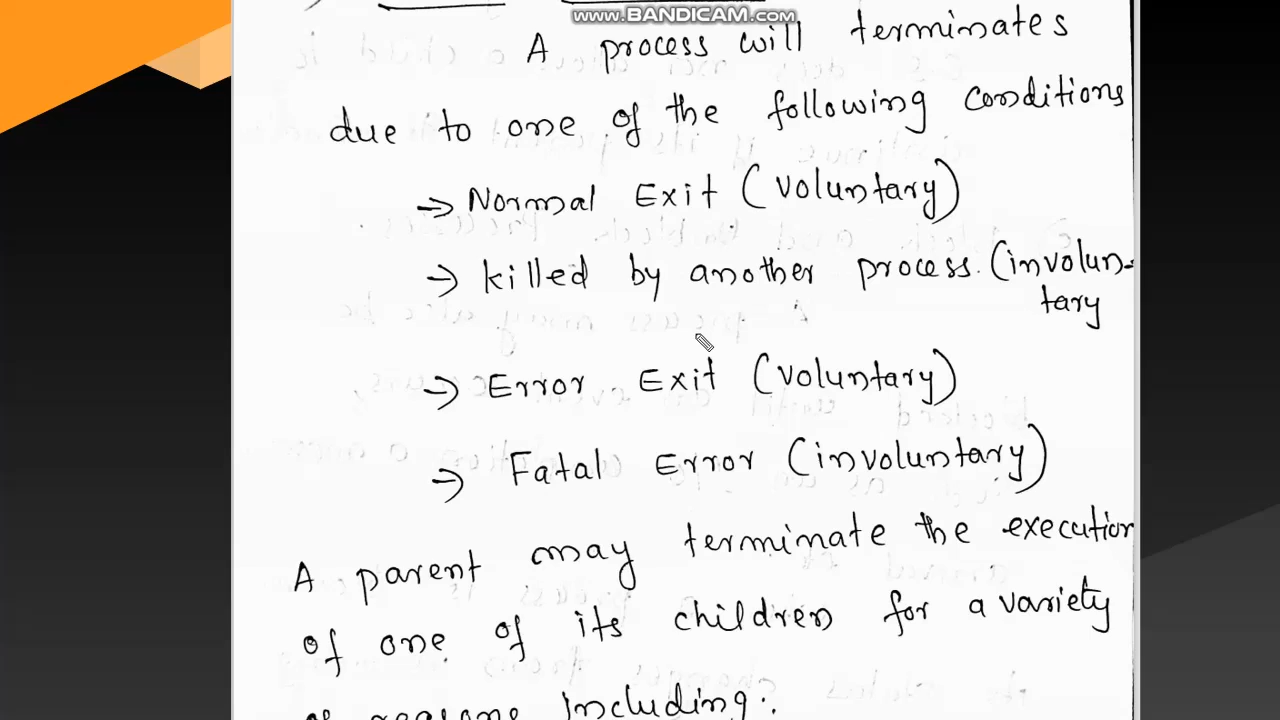 www.BANDICAM.com
A process will terminates
due to one of the following conditions
→ Normal Exit (voluntary)
→ killed by another process. (involun-
tary
→ Error Exit (voluntary)
→ Fatal Error (involuntary)
A parent may terminate the execution
of one of its children for a variety
of reasons including: